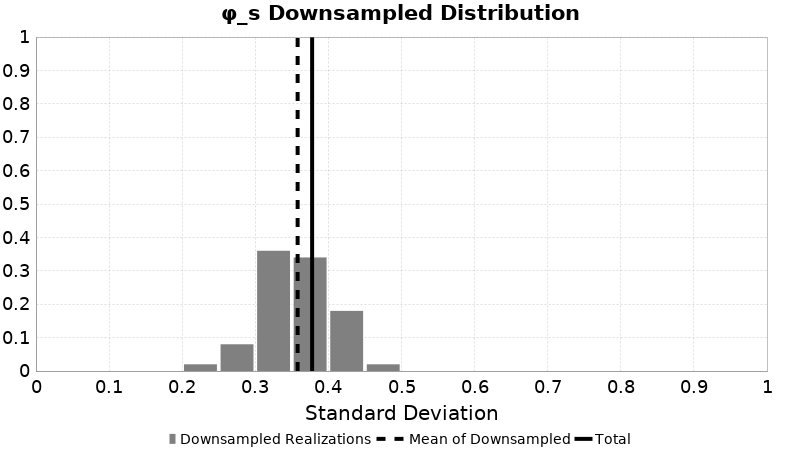 φ_s Downsampled Distribution
1
0.9
0.8
0.7
0.6
0.5
0.4
0.3
0.2
0.1
0
0 0.1 0.2 0.3 0.4 0.5 0.6 0.7 0.8 0.9 1
Standard Deviation
Downsampled Realizations Mean of Downsampled Total